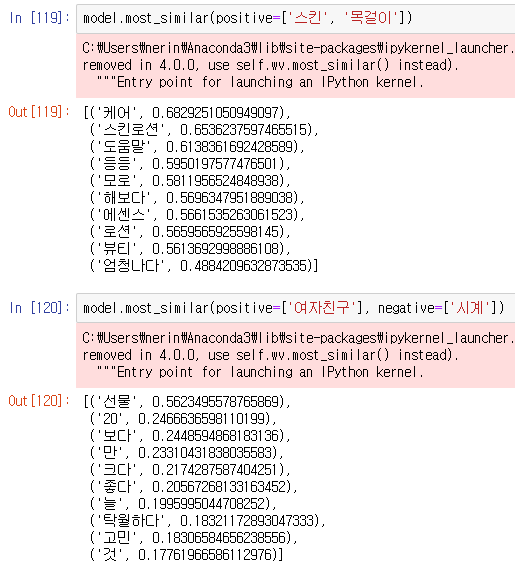 In [119]: model.most_similar(positive=['스킨', '목걸이'])
C:\Users\nerin\Anaconda3\lib\site-packages\ipykernel_launcher.
removed in 4.0.0, use self.wv.most_similar() instead).
"""Entry point for launching an IPython kernel.
Out[119]: [('케어', 0.6829251050949097),
('스킨로션', 0.6536237597465515),
('도움말', 0.6138361692428589),
('등등', 0.5950197577476501),
('모로', 0.5811956524848938),
('해보다', 0.5696347951889038),
('에센스', 0.5661535263061523),
('로션', 0.5659565925598145),
('뷰티', 0.5613692998886108),
('엄청나다', 0.4884209632873535)]
In [120]: model.most_similar(positive=['여자친구'], negative=['시계'])
C:\Users\nerin\Anaconda3\lib\site-packages\ipykernel_launcher.
removed in 4.0.0, use self.wv.most_similar() instead).
"""Entry point for launching an IPython kernel.
Out[120]: [('선물', 0.5623495578765869),
('20', 0.2466636598110199),
('보다', 0.2448594868183136),
('만', 0.23310431838035583),
('크다', 0.2174287587404251),
('좋다', 0.20567268133163452),
('늘', 0.1995995044708252),
('탁월하다', 0.18321172893047333),
('고민', 0.18306584656238556),
('것', 0.17761966586112976)]